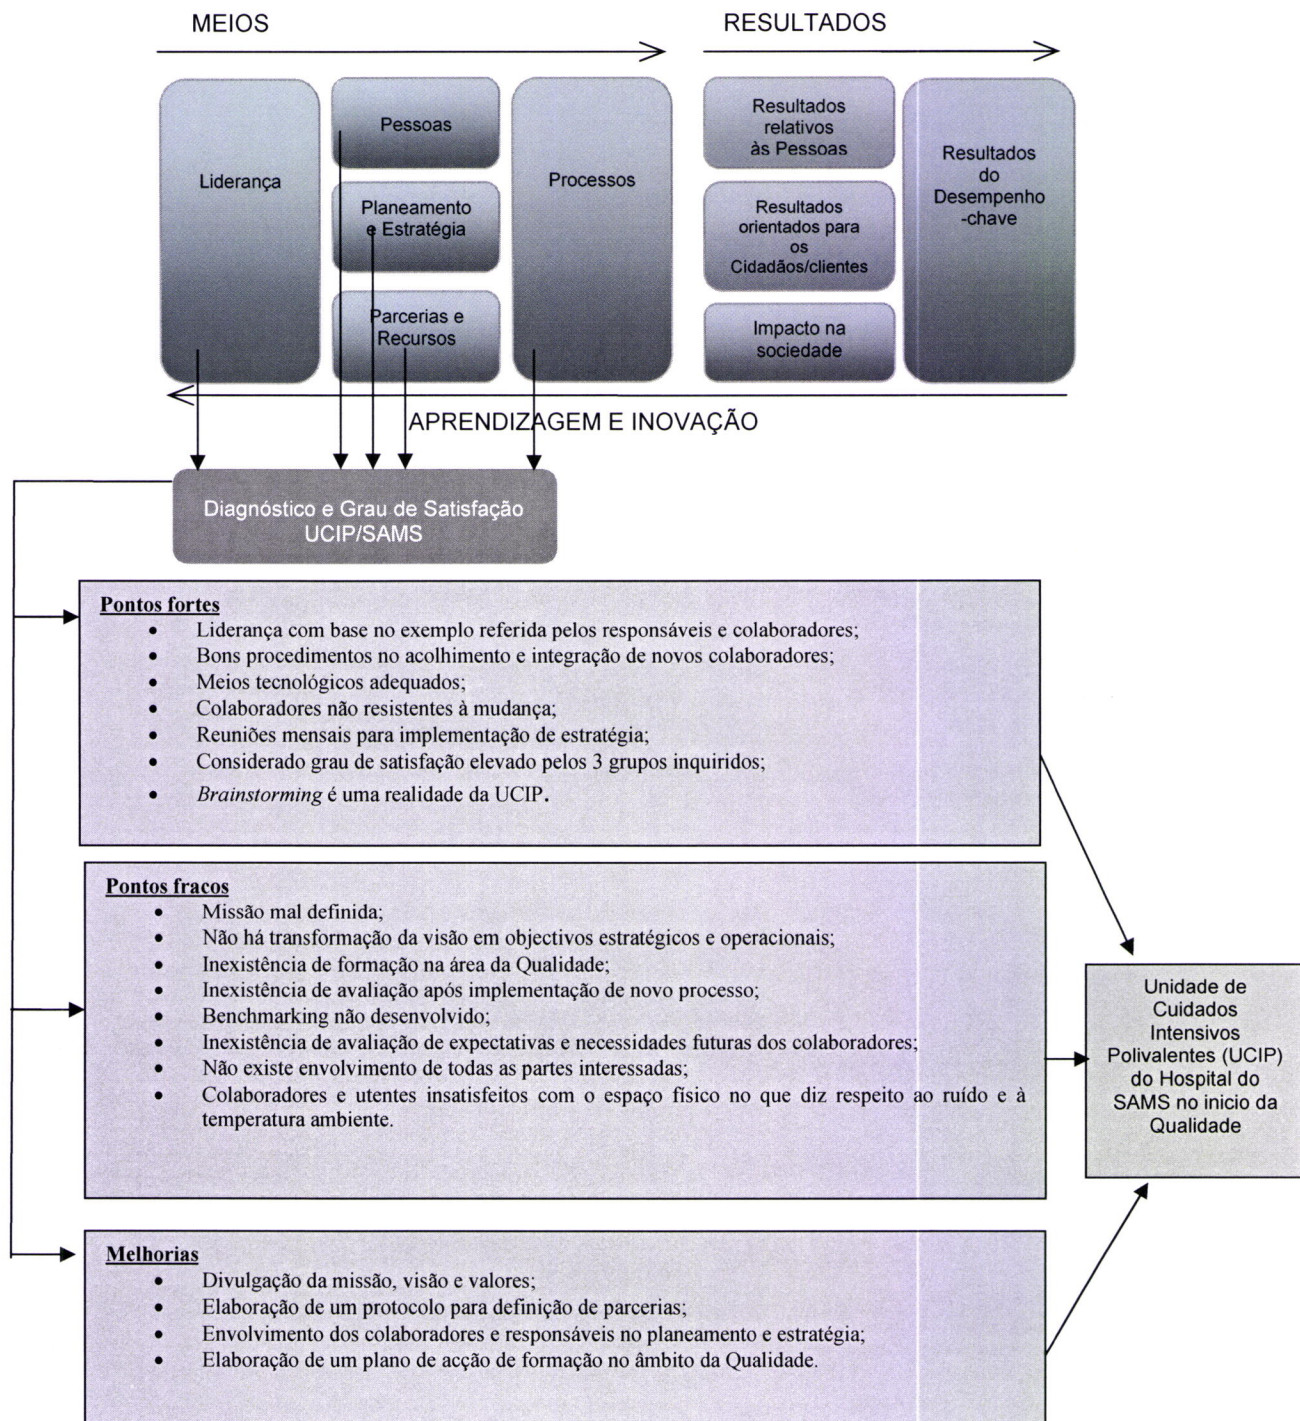 MEIOS
RESULTADOS
Liderança
Pessoas
Planeamento
e Estratégia
Parcerias e
Recursos
Processos
Resultados
relativos
às Pessoas
Resultados
orientados para
os
Cidadãos/clientes
Impacto na
sociedade
Resultados
do
Desempenho
-chave
APRENDIZAGEM E INOVAÇÃO
Diagnóstico e Grau de Satisfação
UCIP/SAMS
Pontos fortes
• Liderança com base no exemplo referida pelos responsáveis e colaboradores;
• Bons procedimentos no acolhimento e integração de novos colaboradores;
• Meios tecnológicos adequados;
• Colaboradores não resistentes à mudança;
• Reuniões mensais para implementação de estratégia;
• Considerado grau de satisfação elevado pelos 3 grupos inquiridos;
• Brainstorming é uma realidade da UCIP.
Pontos fracos
• Missão mal definida;
• Não há transformação da visão em objectivos estratégicos e operacionais;
• Inexistência de formação na área da Qualidade;
• Inexistência de avaliação após implementação de novo processo;
• Benchmarking não desenvolvido;
• Inexistência de avaliação de expectativas e necessidades futuras dos colaboradores;
• Não existe envolvimento de todas as partes interessadas;
• Colaboradores e utentes insatisfeitos com o espaço físico no que diz respeito ao ruído e à
temperatura ambiente.
Melhorias
• Divulgação da missão, visão e valores;
• Elaboração de um protocolo para definição de parcerias;
• Envolvimento dos colaboradores e responsáveis no planeamento e estratégia;
• Elaboração de um plano de acção de formação no âmbito da Qualidade.
Unidade de
Cuidados
Intensivos
Polivalentes (UCIP)
do Hospital do
SAMS no inicio da
Qualidade